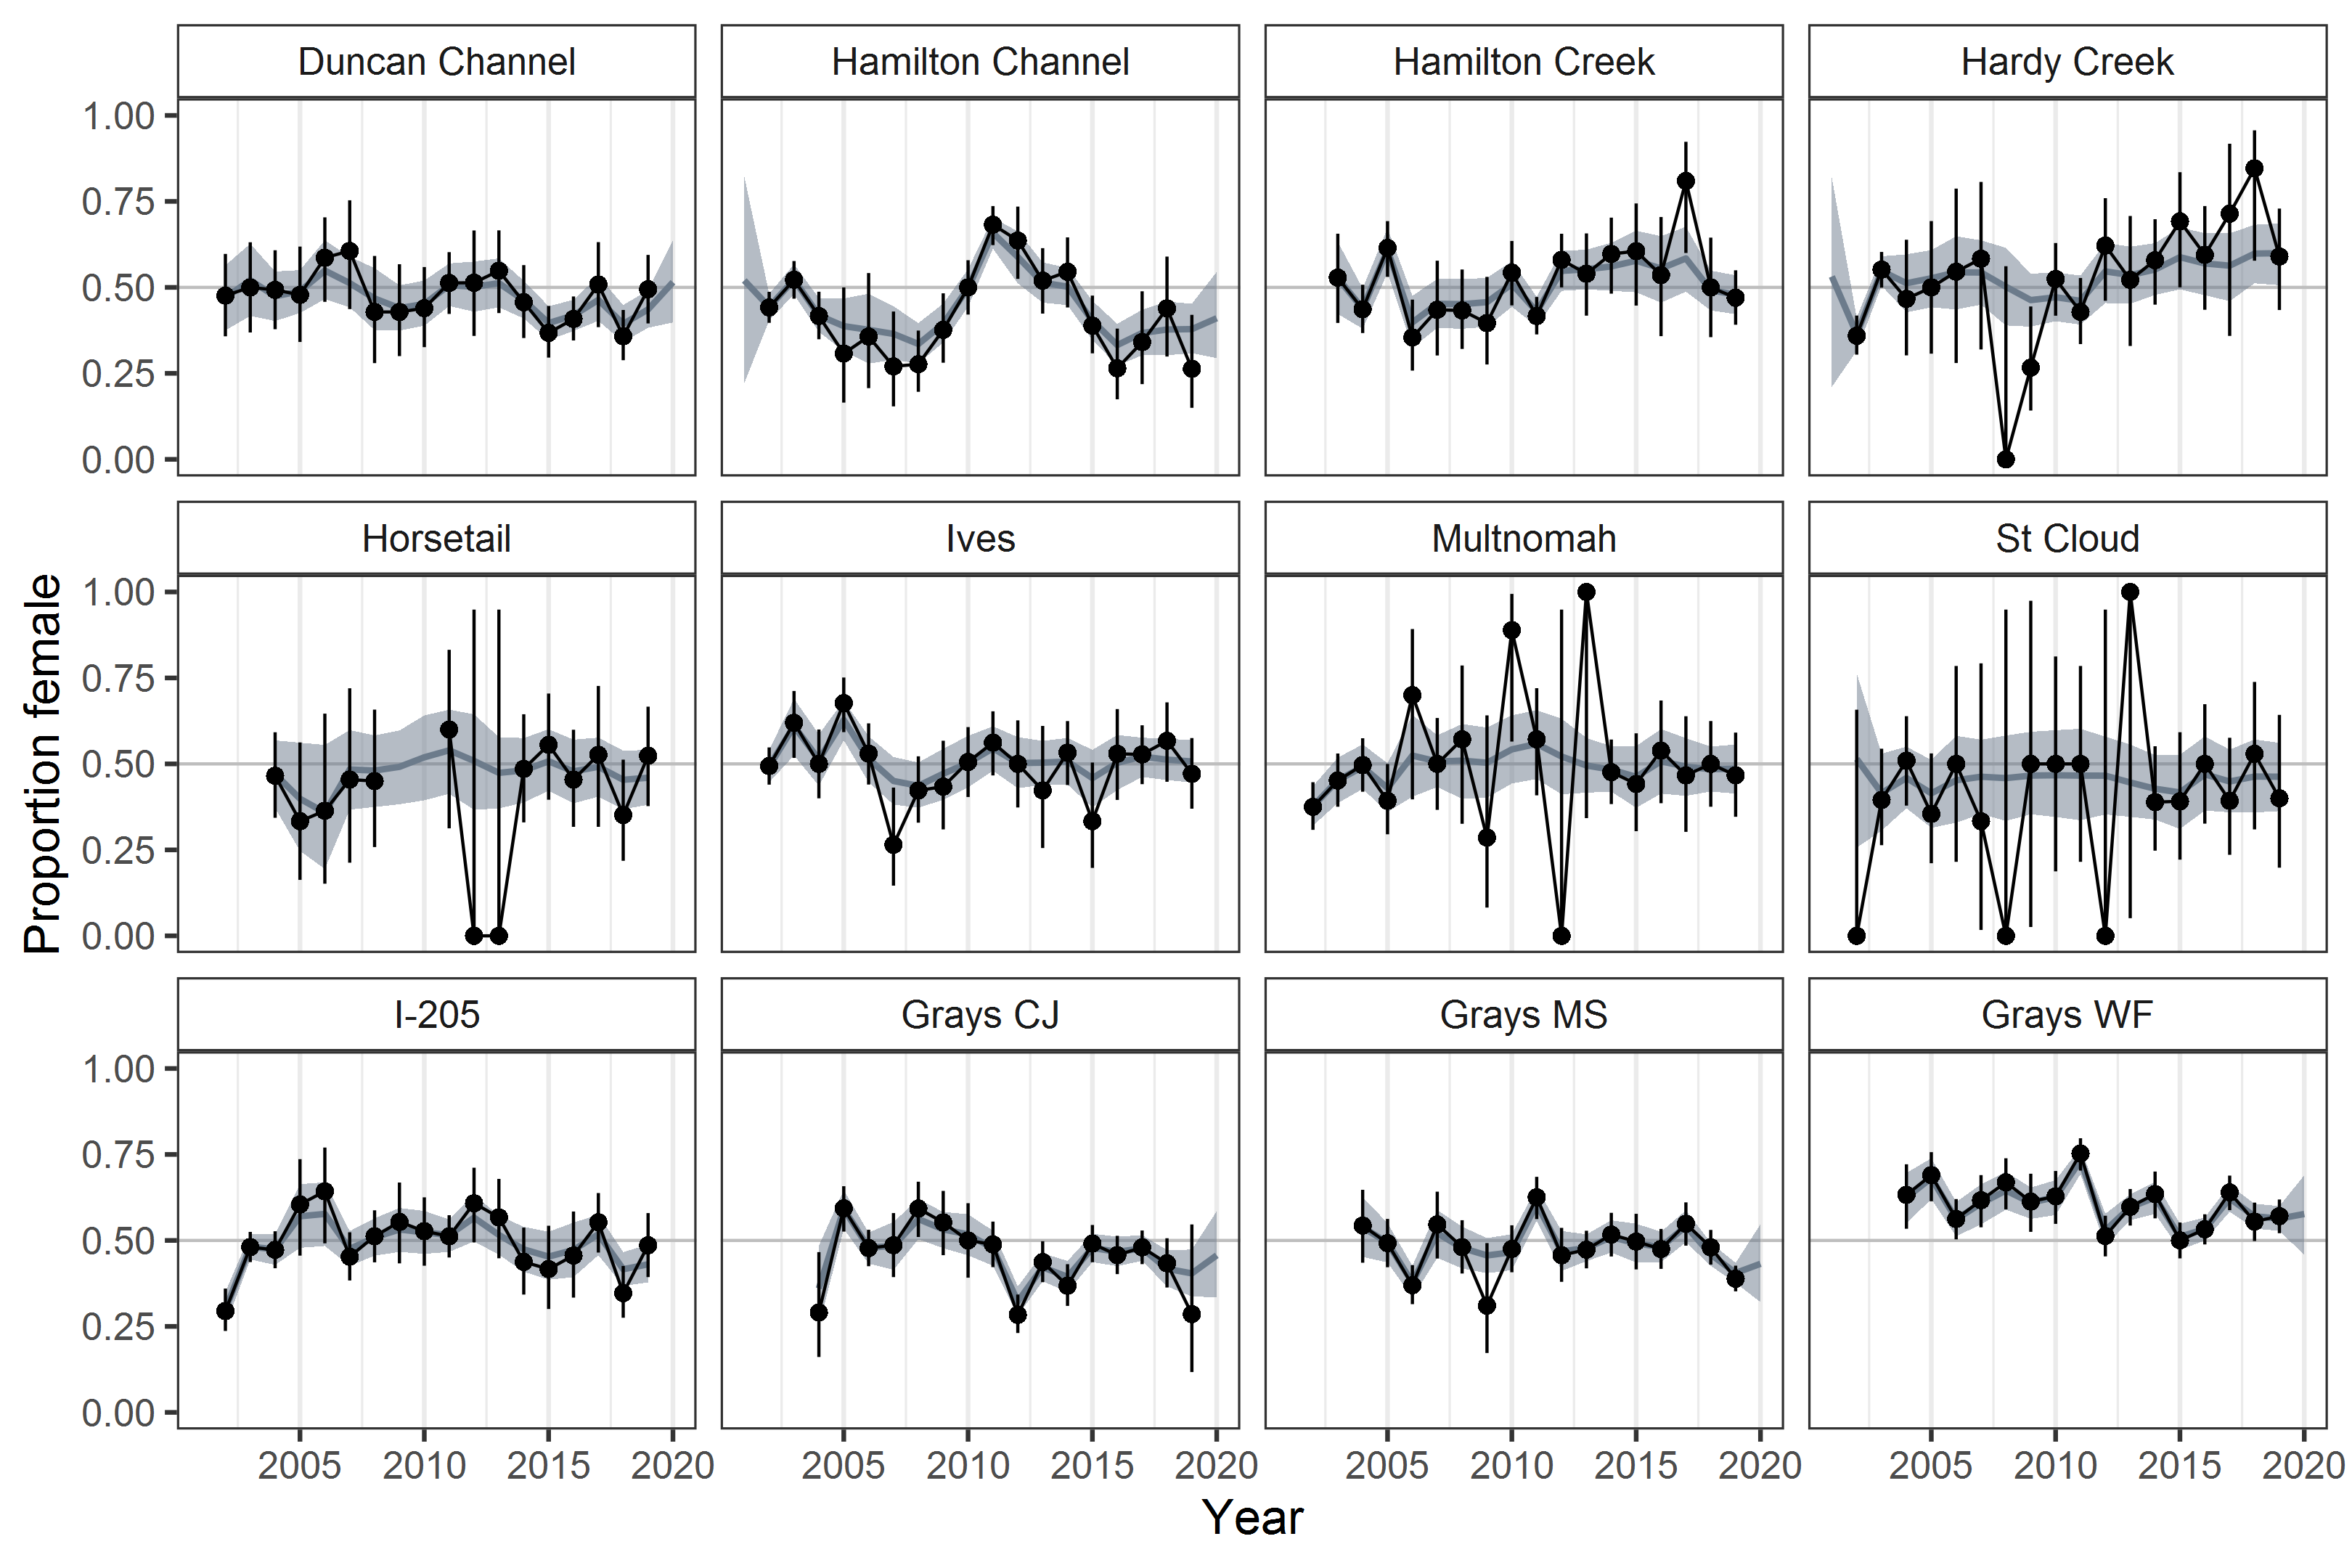 Duncan Channel
Hamilton Channel
Hamilton Creek
Hardy Creek
1.00
0.75
0.50
0.25
0.00
Horsetail
Ives
Multnomah
St Cloud
1.00
0.75
0.50
0.25
0.00
Proportion female
I-205
Grays CJ
Grays MS
Grays WF
1.00
0.75
0.50
0.25
0.00
2005 2010 2015 2020
2005 2010 2015 2020
2005 2010 2015 2020
2005 2010 2015 2020
Year